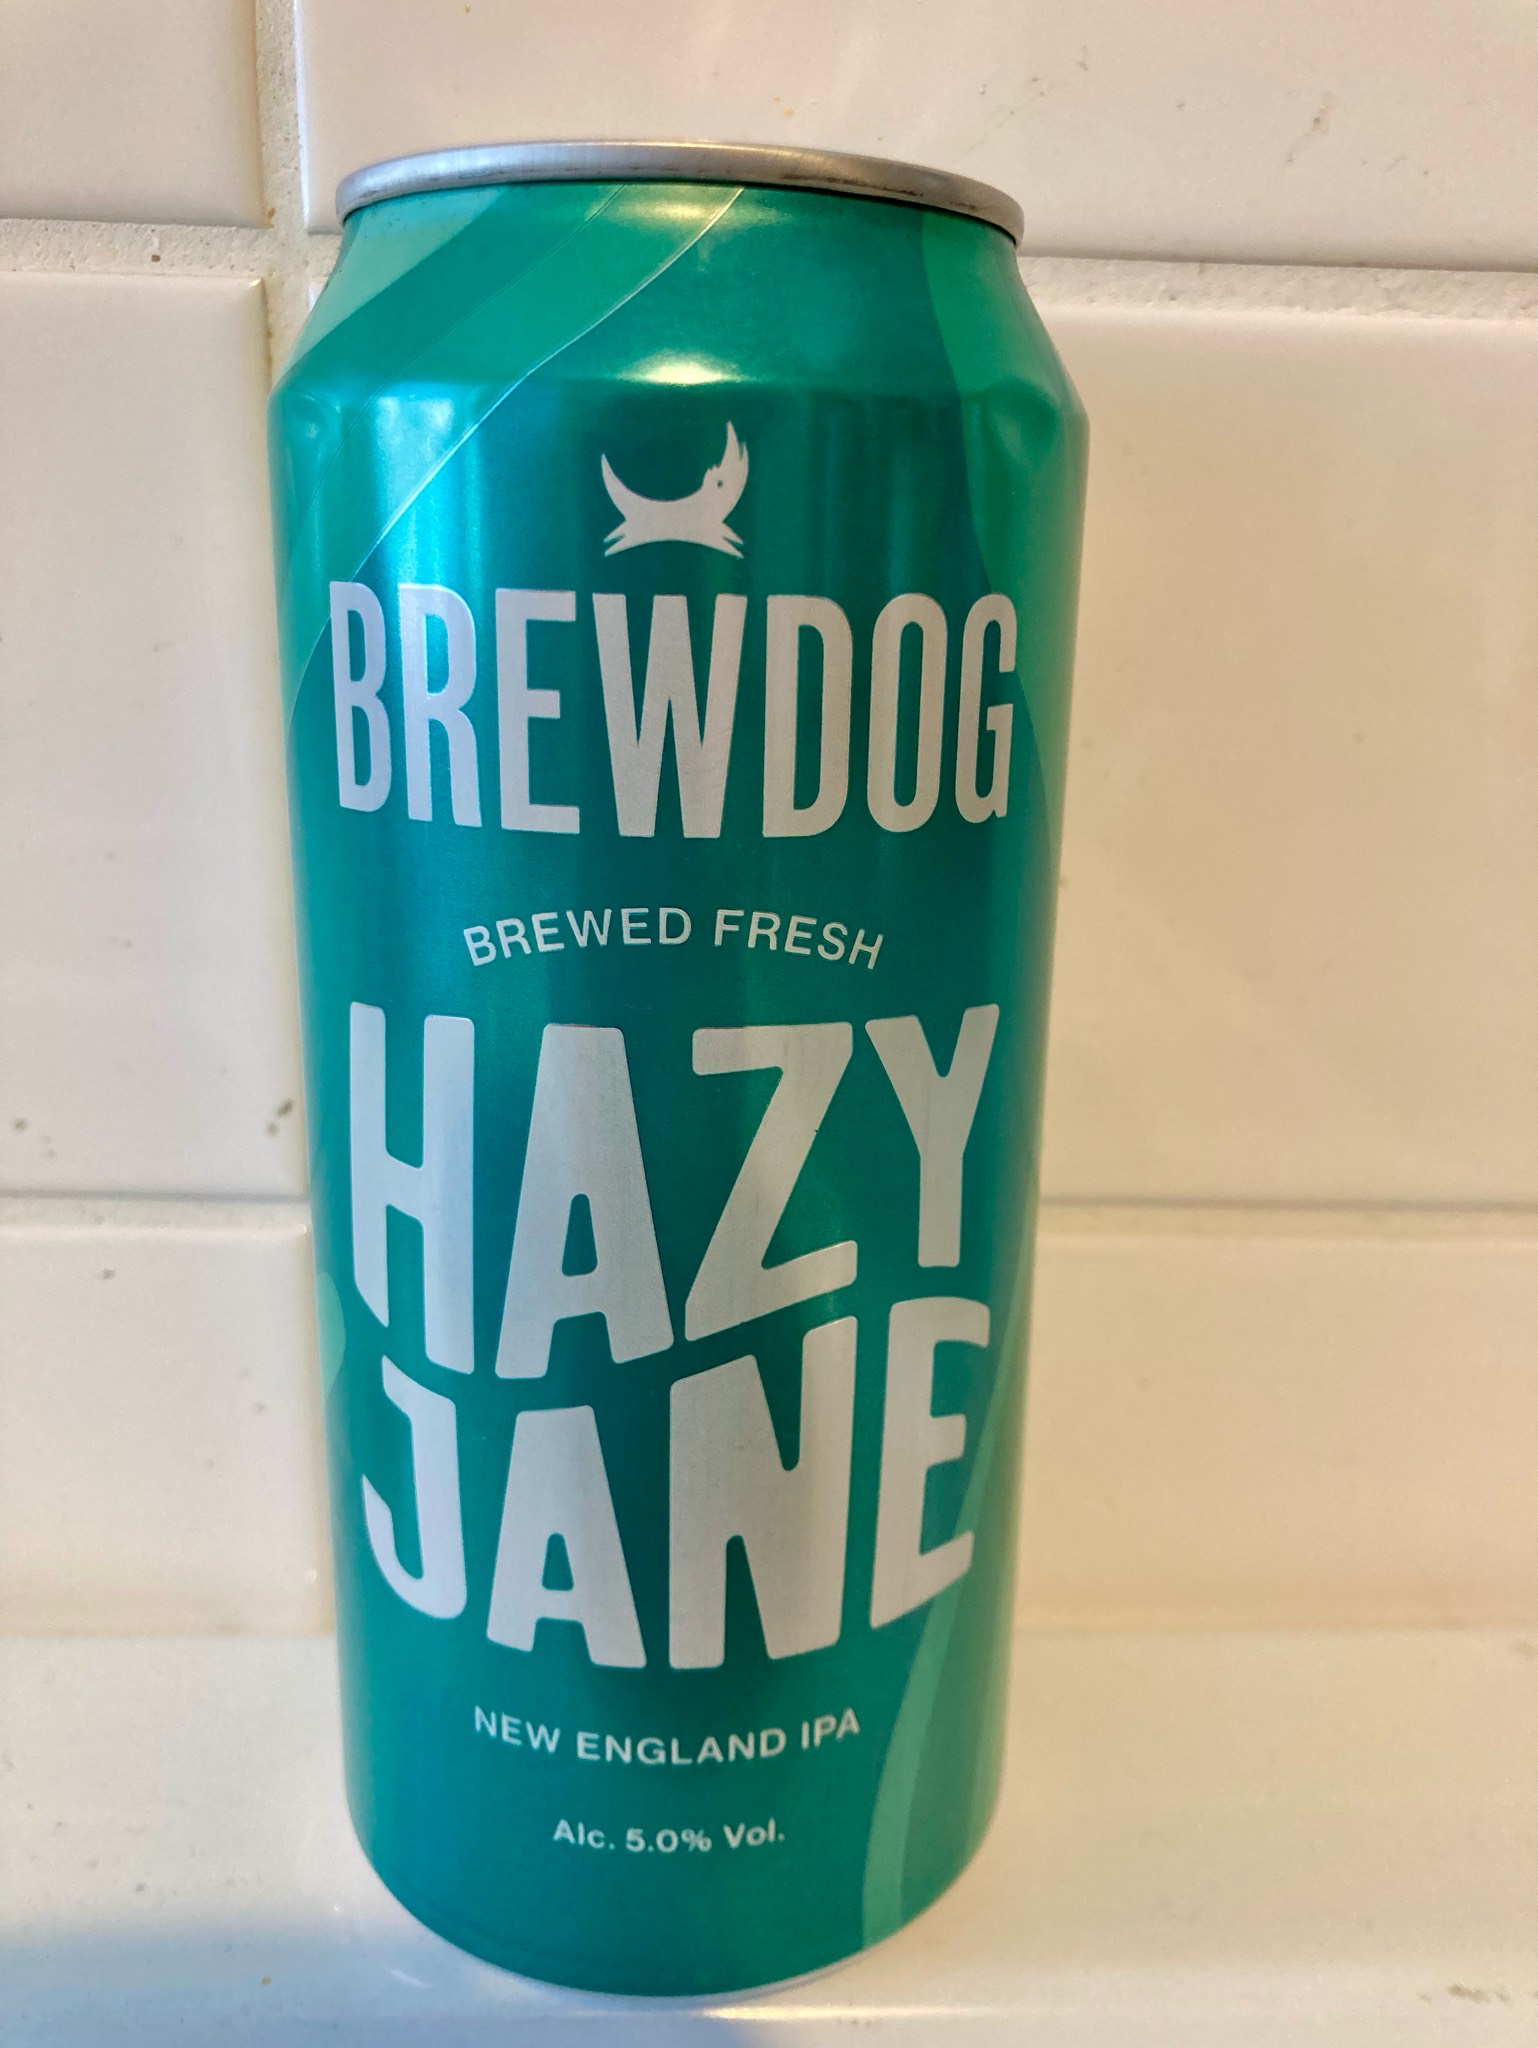 BREWDOG
BREWED FRESH
HAZY
JANE
NEW ENGLAND IPA
Alc. 5.0% Vol.